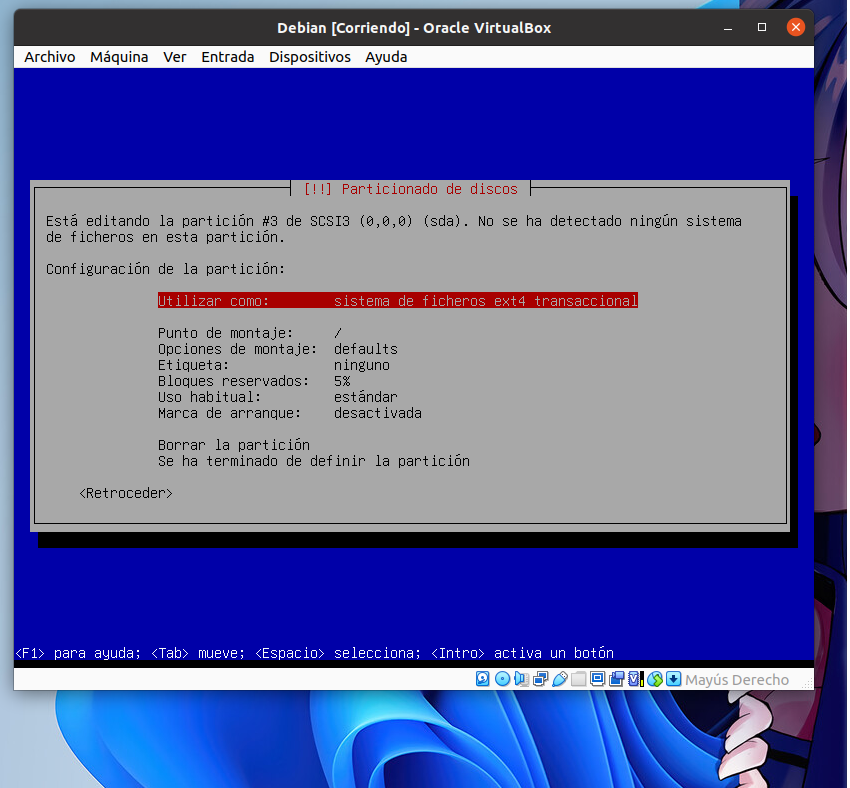 Debian [Corriendo] - Oracle VirtualBox
Archivo Máquina Ver Entrada Dispositivos Ayuda
[!!] Particionado de discos
Está editando la partición #3 de SCSI3 (0,0,0) (sda). No se ha detectado ningún sistema
de ficheros en esta partición.
Configuración de la partición:
Utilizar como: sistema de ficheros ext4 transaccional
Punto de montaje: /
Opciones de montaje: defaults
Etiqueta: ninguno
Bloques reservados: 5%
Uso habitual: estándar
Marca de arranque: desactivada
Borrar la partición
Se ha terminado de definir la partición
<Retroceder>
<F1> para ayuda; <Tab> mueve; <Espacio> selecciona; <Intro> activa un botón
Mayús Derecho